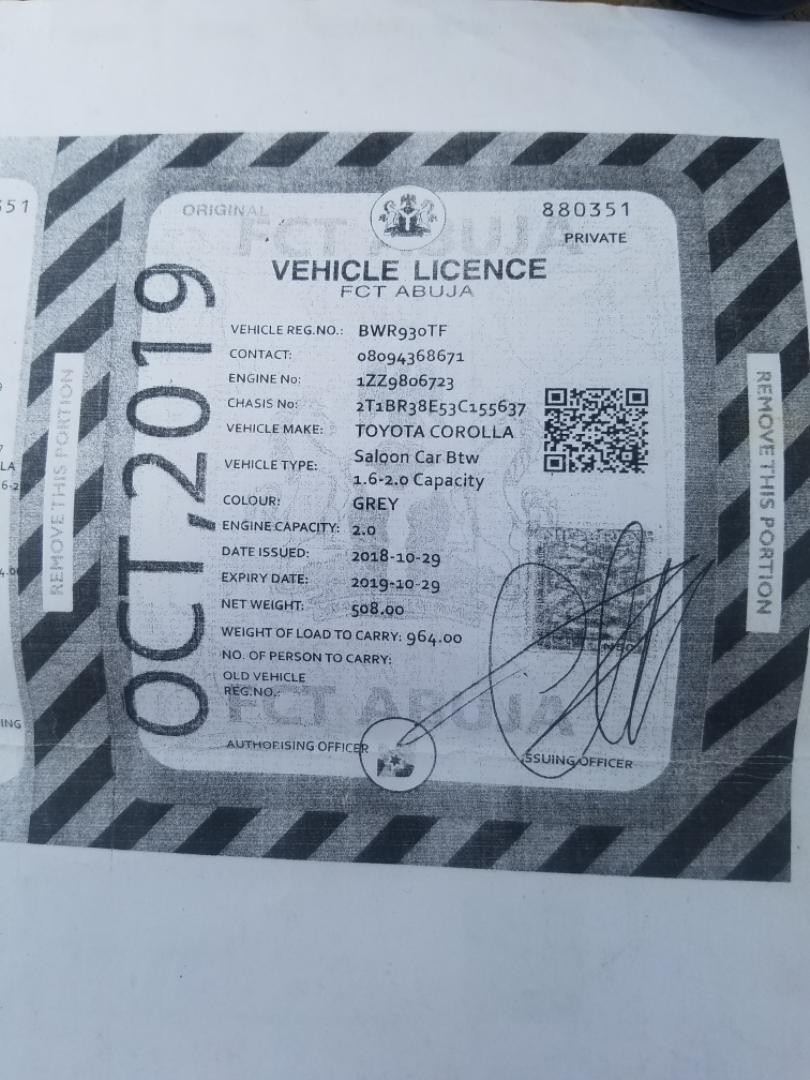 51
ORIGINAL
880351
PRIVATE
FCT ABUJA
VEHICLE LICENCE
FCT ABUJA
OCT,2019
VEHICLE REG.NO.: BWR930TF
CONTACT: 08094368671
ENGINE No: 1ZZ9806723
CHASIS No: 2T1BR38E53C155637
VEHICLE MAKE: TOYOTA COROLLA
VEHICLE TYPE: Saloon Car Btw
1.6-2.0 Capacity
COLOUR: GREY
ENGINE CAPACITY: 2.0
DATE ISSUED: 2018-10-29
EXPIRY DATE: 2019-10-29
NET WEIGHT: 508.00
WEIGHT OF LOAD TO CARRY: 964.00
NO. OF PERSON TO CARRY:
OLD VEHICLE
REG.NO.:
FCT ABUJA
AUTHORISING OFFICER
ISSUING OFFICER
REMOVE THIS PORTION
REMOVE THIS PORTION
LA
6-2
ING